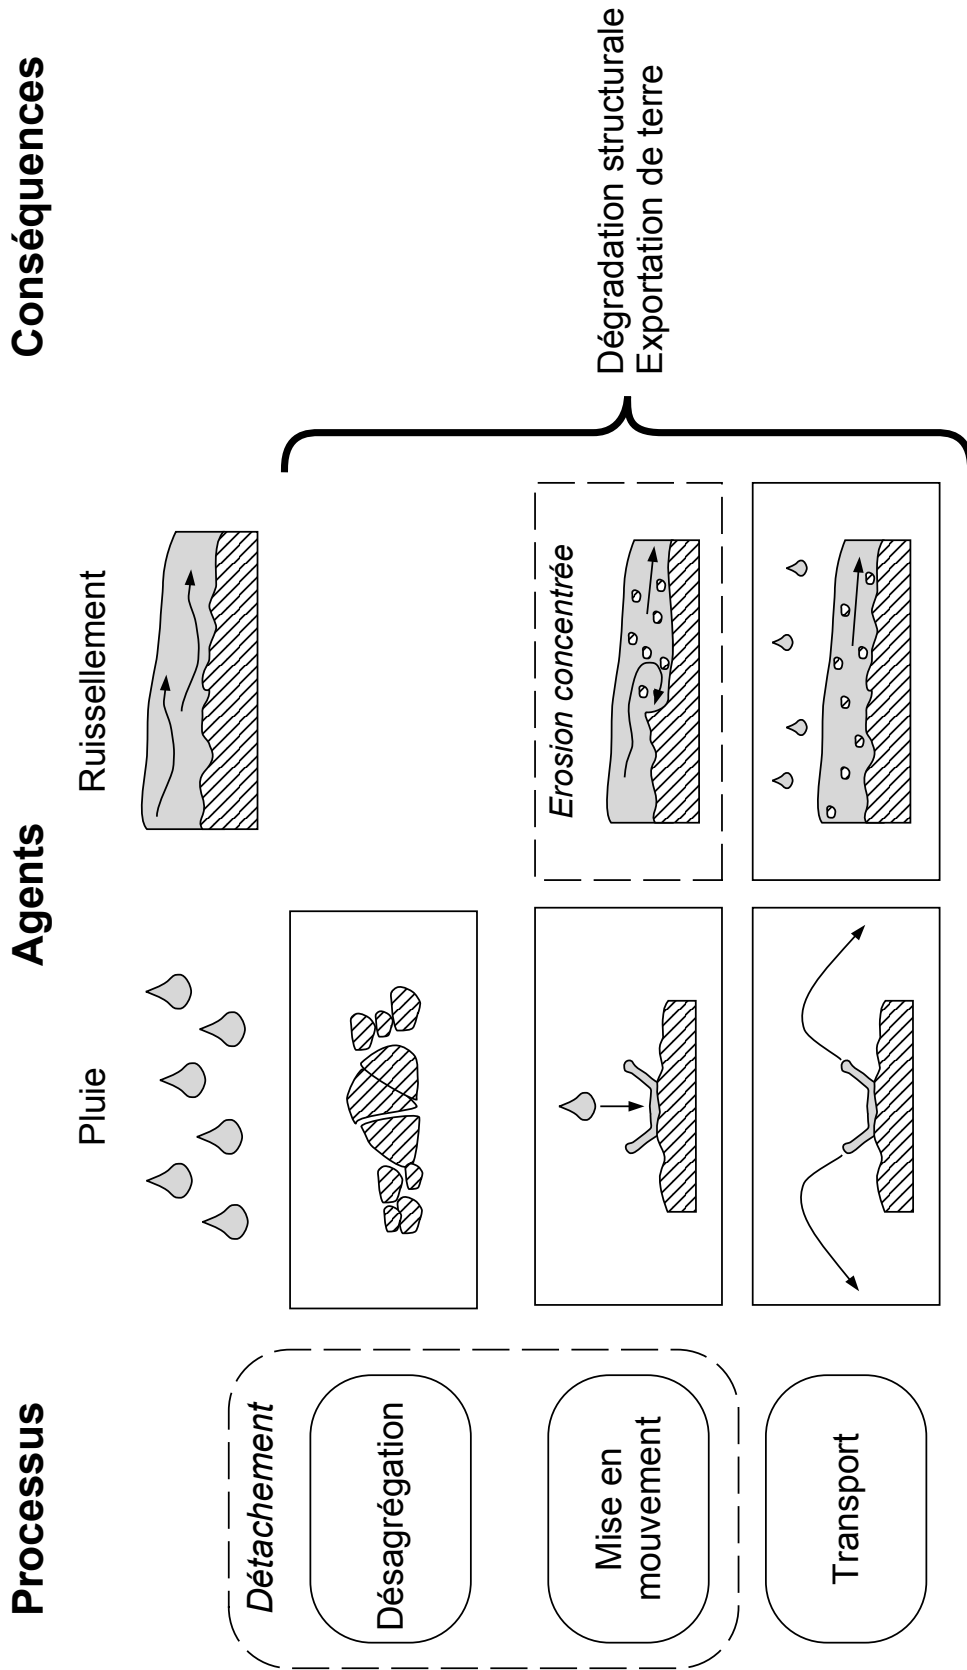 Processus
Agents
Conséquences
Pluie
Ruissellement
Détachement
Désagrégation
Mise en
mouvement
Erosion concentrée
Transport
Dégradation structurale
Exportation de terre